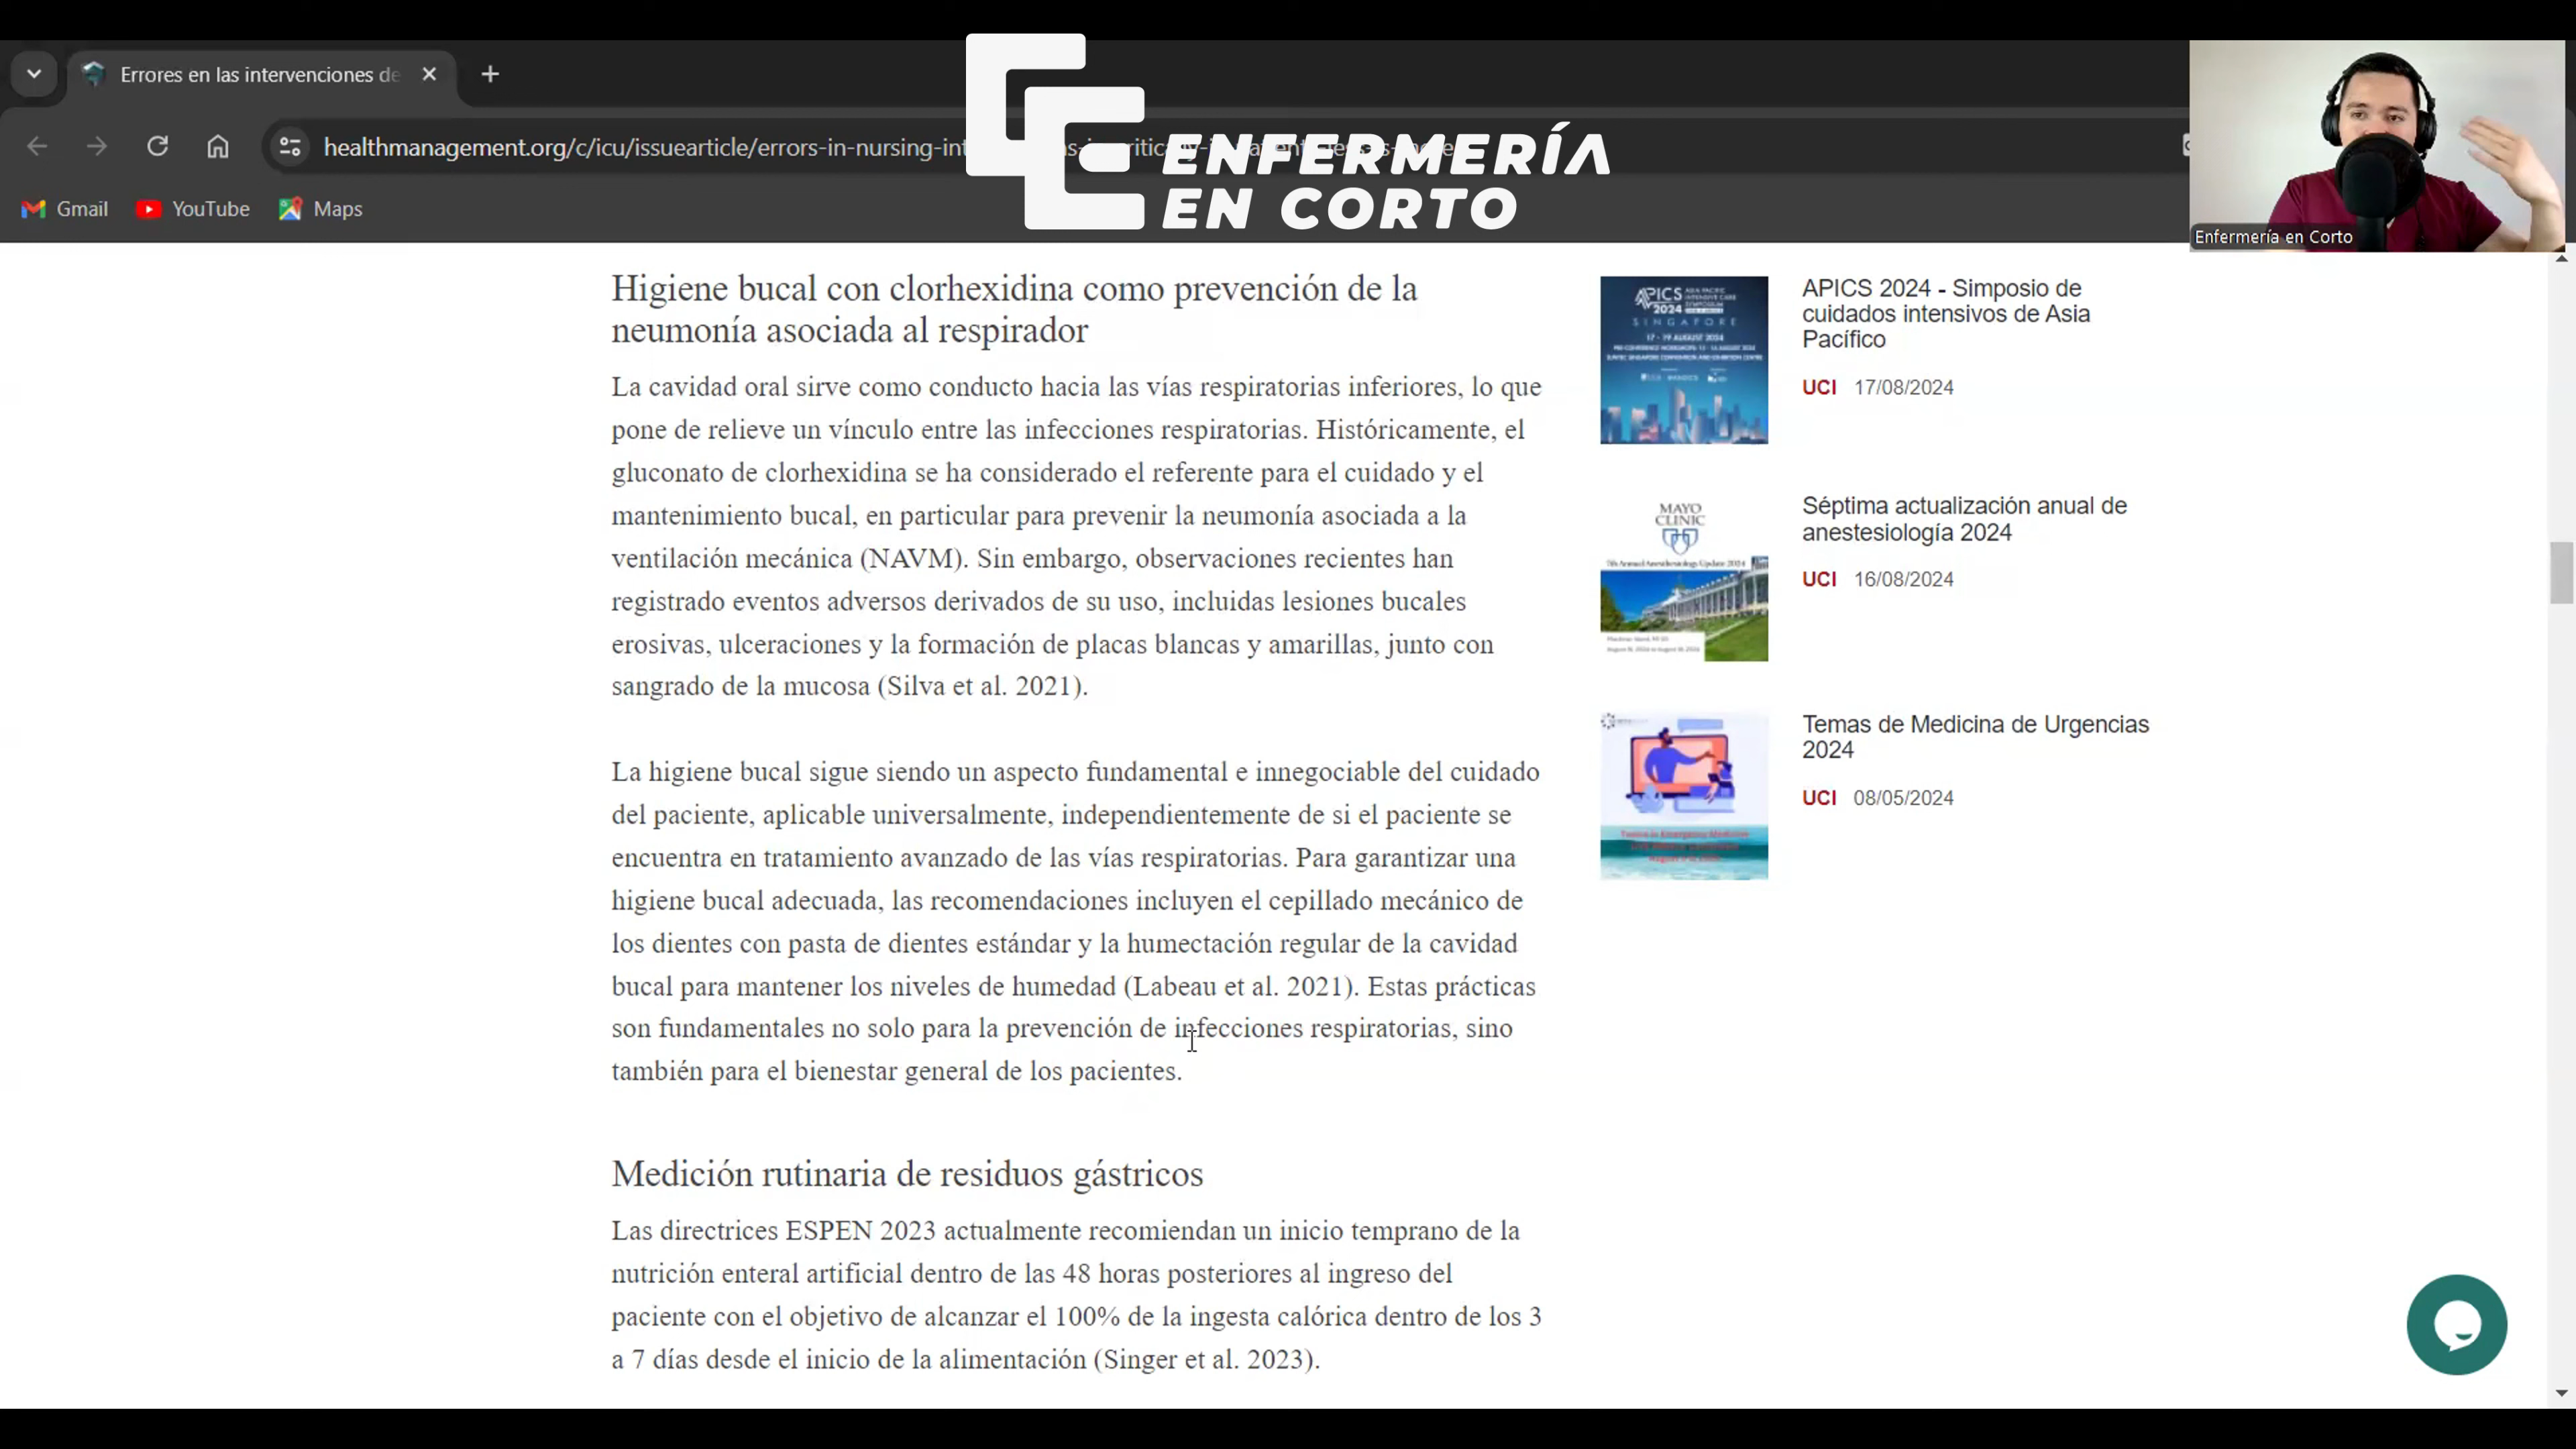 Errores en las intervenciones de
healthmanagement.org/c/icu/issuearticle/errors-in-nursing-int
ENFERMERÍA
EN CORTO
Gmail
YouTube
Maps
Enfermería en Corto
Higiene bucal con clorhexidina como prevención de la
neumonía asociada al respirador
La cavidad oral sirve como conducto hacia las vías respiratorias inferiores, lo que
pone de relieve un vínculo entre las infecciones respiratorias. Históricamente, el
gluconato de clorhexidina se ha considerado el referente para el cuidado y el
mantenimiento bucal, en particular para prevenir la neumonía asociada a la
ventilación mecánica (NAVM). Sin embargo, observaciones recientes han
registrado eventos adversos derivados de su uso, incluidas lesiones bucales
erosivas, ulceraciones y la formación de placas blancas y amarillas, junto con
sangrado de la mucosa (Silva et al. 2021).
La higiene bucal sigue siendo un aspecto fundamental e innegociable del cuidado
del paciente, aplicable universalmente, independientemente de si el paciente se
encuentra en tratamiento avanzado de las vías respiratorias. Para garantizar una
higiene bucal adecuada, las recomendaciones incluyen el cepillado mecánico de
los dientes con pasta de dientes estándar y la humectación regular de la cavidad
bucal para mantener los niveles de humedad (Labeau et al. 2021). Estas prácticas
son fundamentales no solo para la prevención de infecciones respiratorias, sino
también para el bienestar general de los pacientes.
Medición rutinaria de residuos gástricos
Las directrices ESPEN 2023 actualmente recomiendan un inicio temprano de la
nutrición enteral artificial dentro de las 48 horas posteriores al ingreso del
paciente con el objetivo de alcanzar el 100% de la ingesta calórica dentro de los 3
a 7 días desde el inicio de la alimentación (Singer et al. 2023).
APICS
2024
SINGAPORE
17 - 19 AUGUST 2024
APICS 2024 - Simposio de
cuidados intensivos de Asia
Pacífico
UCI 17/08/2024
MAYO
CLINIC
7th Annual Anesthesiology Update 2024
Séptima actualización anual de
anestesiología 2024
UCI 16/08/2024
Temas de Medicina de Urgencias
2024
UCI 08/05/2024